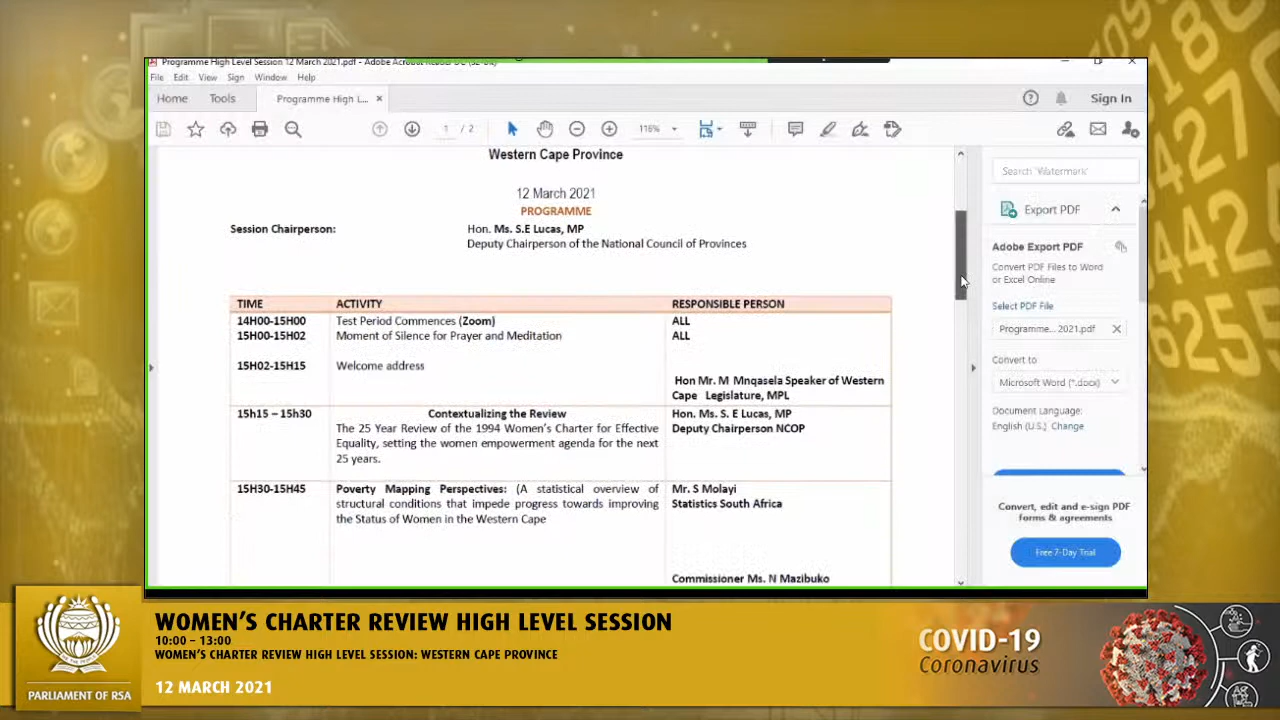 Programme High Level Session 12 March 2021.pdf - Adobe Acrobat Reader DC (32-bit)
File Edit View Sign Window Help
Home Tools Programme High L... ×
Sign In
1 / 2 116%
Western Cape Province
12 March 2021
PROGRAMME
Session Chairperson: Hon. Ms. S.E Lucas, MP
Deputy Chairperson of the National Council of Provinces
TIME ACTIVITY RESPONSIBLE PERSON
14H00-15H00 Test Period Commences (Zoom) ALL
15H00-15H02 Moment of Silence for Prayer and Meditation ALL
15H02-15H15 Welcome address
Hon Mr. M Mnqasela Speaker of Western
Cape Legislature, MPL
15h15 – 15h30 Contextualizing the Review Hon. Ms. S. E Lucas, MP
The 25 Year Review of the 1994 Women's Charter for Effective Deputy Chairperson NCOP
Equality, setting the women empowerment agenda for the next
25 years.
15H30-15H45 Poverty Mapping Perspectives: (A statistical overview of Mr. S Molayi
structural conditions that impede progress towards improving Statistics South Africa
the Status of Women in the Western Cape
Commissioner Ms. N Mazibuko
Search 'Watermark'
Export PDF
Adobe Export PDF
Convert PDF Files to Word
or Excel Online
Select PDF File
Programme... 2021.pdf ×
Convert to
Microsoft Word (*.docx)
Document Language:
English (U.S.) Change
Convert, edit and e-sign PDF
forms & agreements
Free 7-Day Trial
WOMEN'S CHARTER REVIEW HIGH LEVEL SESSION
10:00 – 13:00
WOMEN'S CHARTER REVIEW HIGH LEVEL SESSION: WESTERN CAPE PROVINCE
12 MARCH 2021
PARLIAMENT OF RSA
COVID-19
Coronavirus